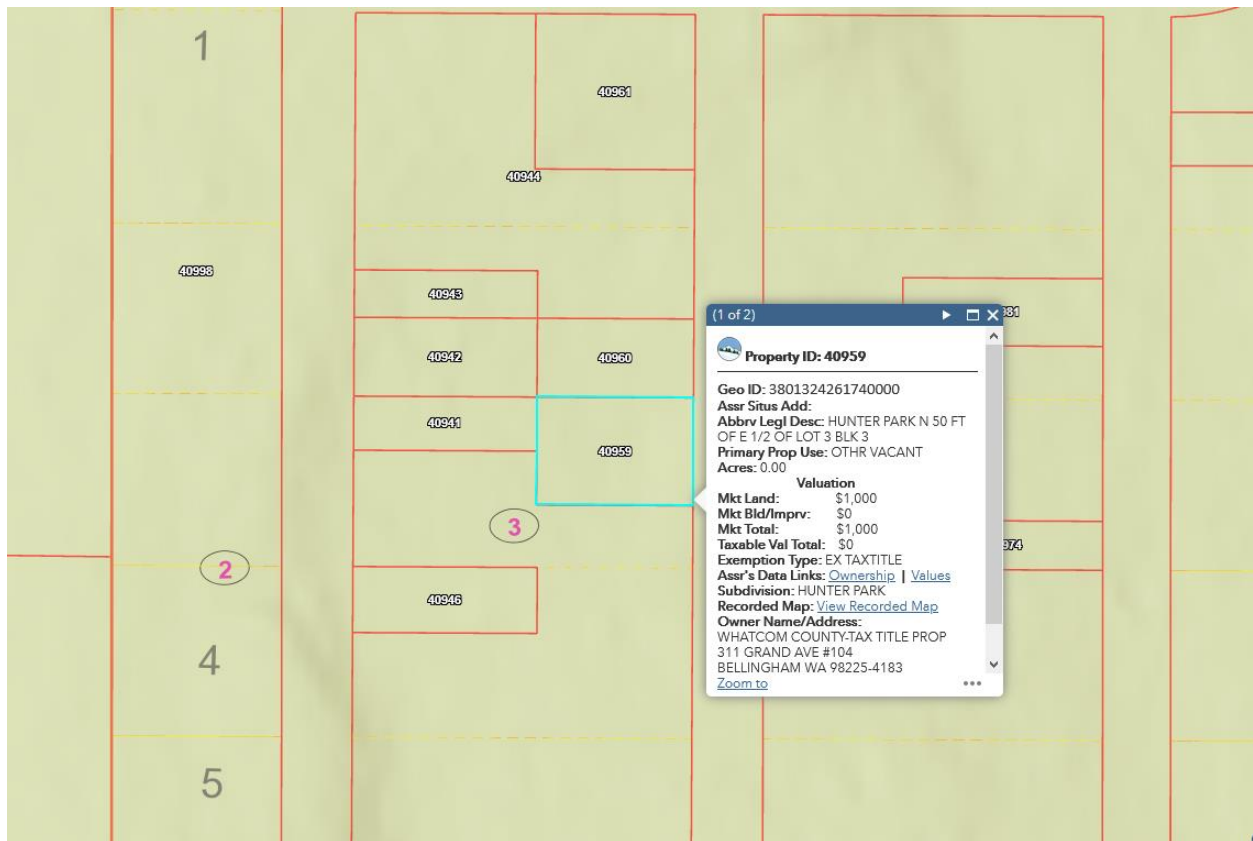 1
40961
40944
40998
40943
40942
40960
40941
40959
3
2
40946
4
5
(1 of 2)
Property ID: 40959
Geo ID: 3801324261740000
Assr Situs Add:
Abbrv Legl Desc: HUNTER PARK N 50 FT
OF E 1/2 OF LOT 3 BLK 3
Primary Prop Use: OTHR VACANT
Acres: 0.00
Valuation
Mkt Land: $1,000
Mkt Bld/Imprv: $0
Mkt Total: $1,000
Taxable Val Total: $0
Exemption Type: EX TAXTITLE
Assr's Data Links: Ownership | Values
Subdivision: HUNTER PARK
Recorded Map: View Recorded Map
Owner Name/Address:
WHATCOM COUNTY-TAX TITLE PROP
311 GRAND AVE #104
BELLINGHAM WA 98225-4183
Zoom to